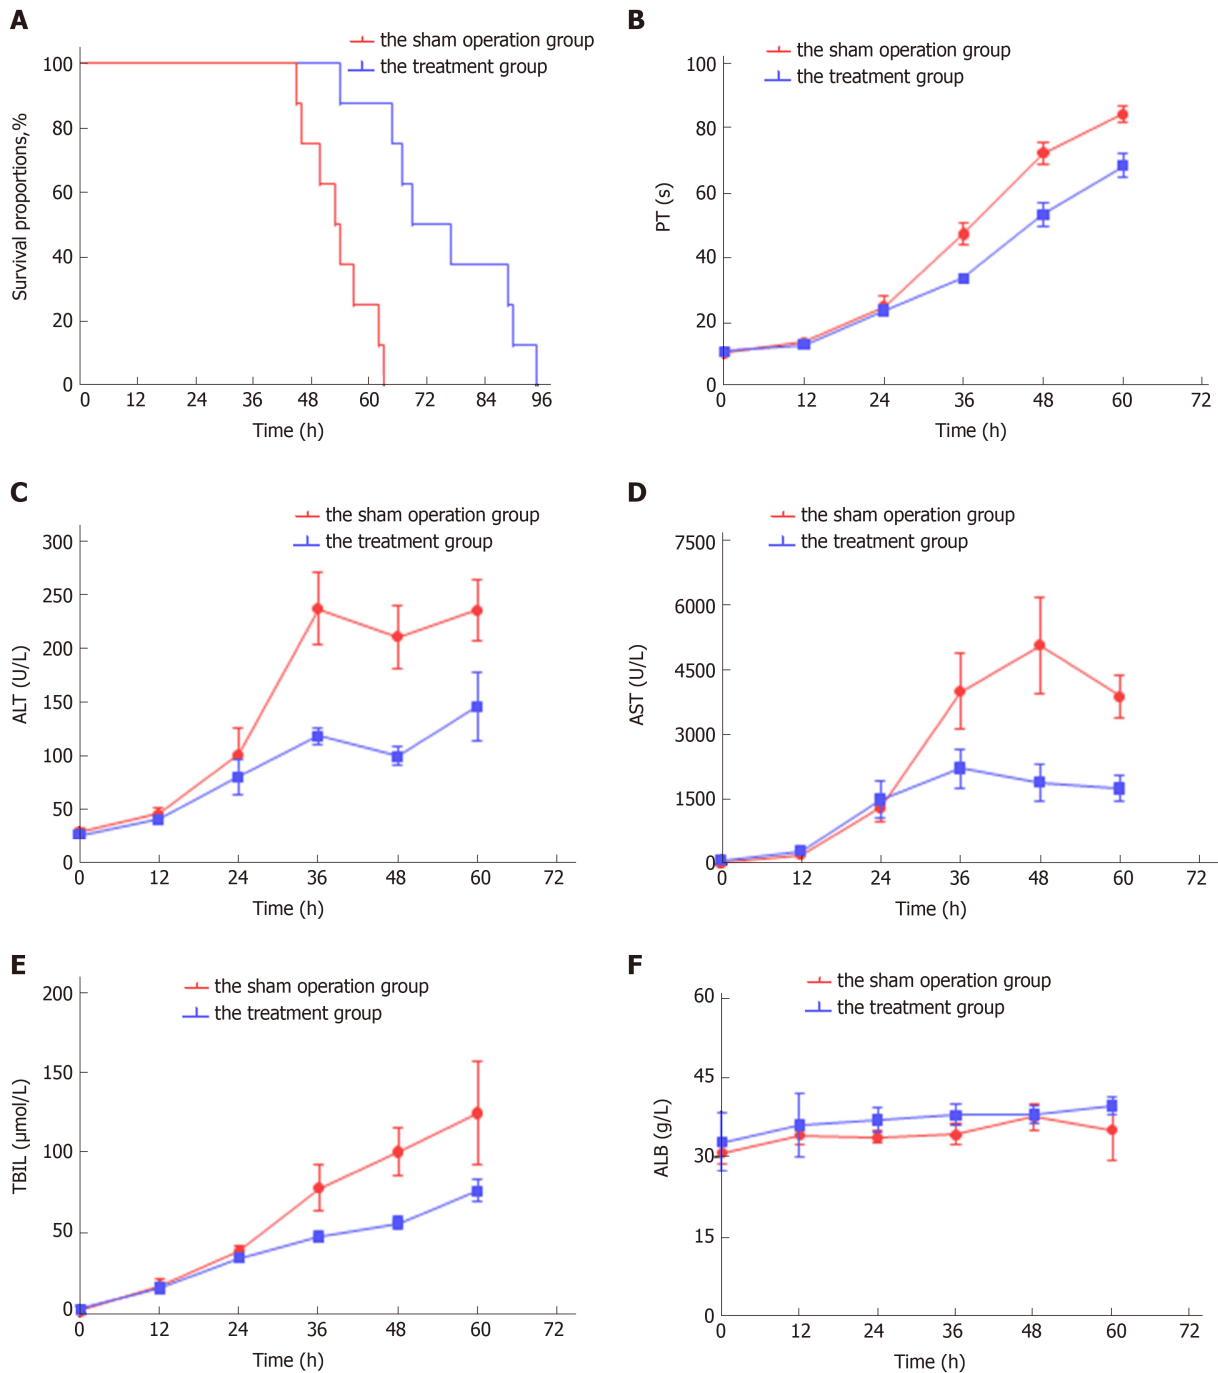 A
the sham operation group
the treatment group
Survival proportions,%
100
80
60
40
20
0
0 12 24 36 48 60 72 84 96
Time (h)
B
the sham operation group
the treatment group
PT (s)
100
80
60
40
20
0
0 12 24 36 48 60 72
Time (h)
C
the sham operation group
the treatment group
ALT (U/L)
300
250
200
150
100
50
0
0 12 24 36 48 60 72
Time (h)
D
the sham operation group
the treatment group
AST (U/L)
7500
6000
4500
3000
1500
0
0 12 24 36 48 60 72
Time (h)
E
the sham operation group
the treatment group
TBIL (µmol/L)
200
150
100
50
0
0 12 24 36 48 60 72
Time (h)
F
the sham operation group
the treatment group
ALB (g/L)
60
45
30
15
0
0 12 24 36 48 60 72
Time (h)